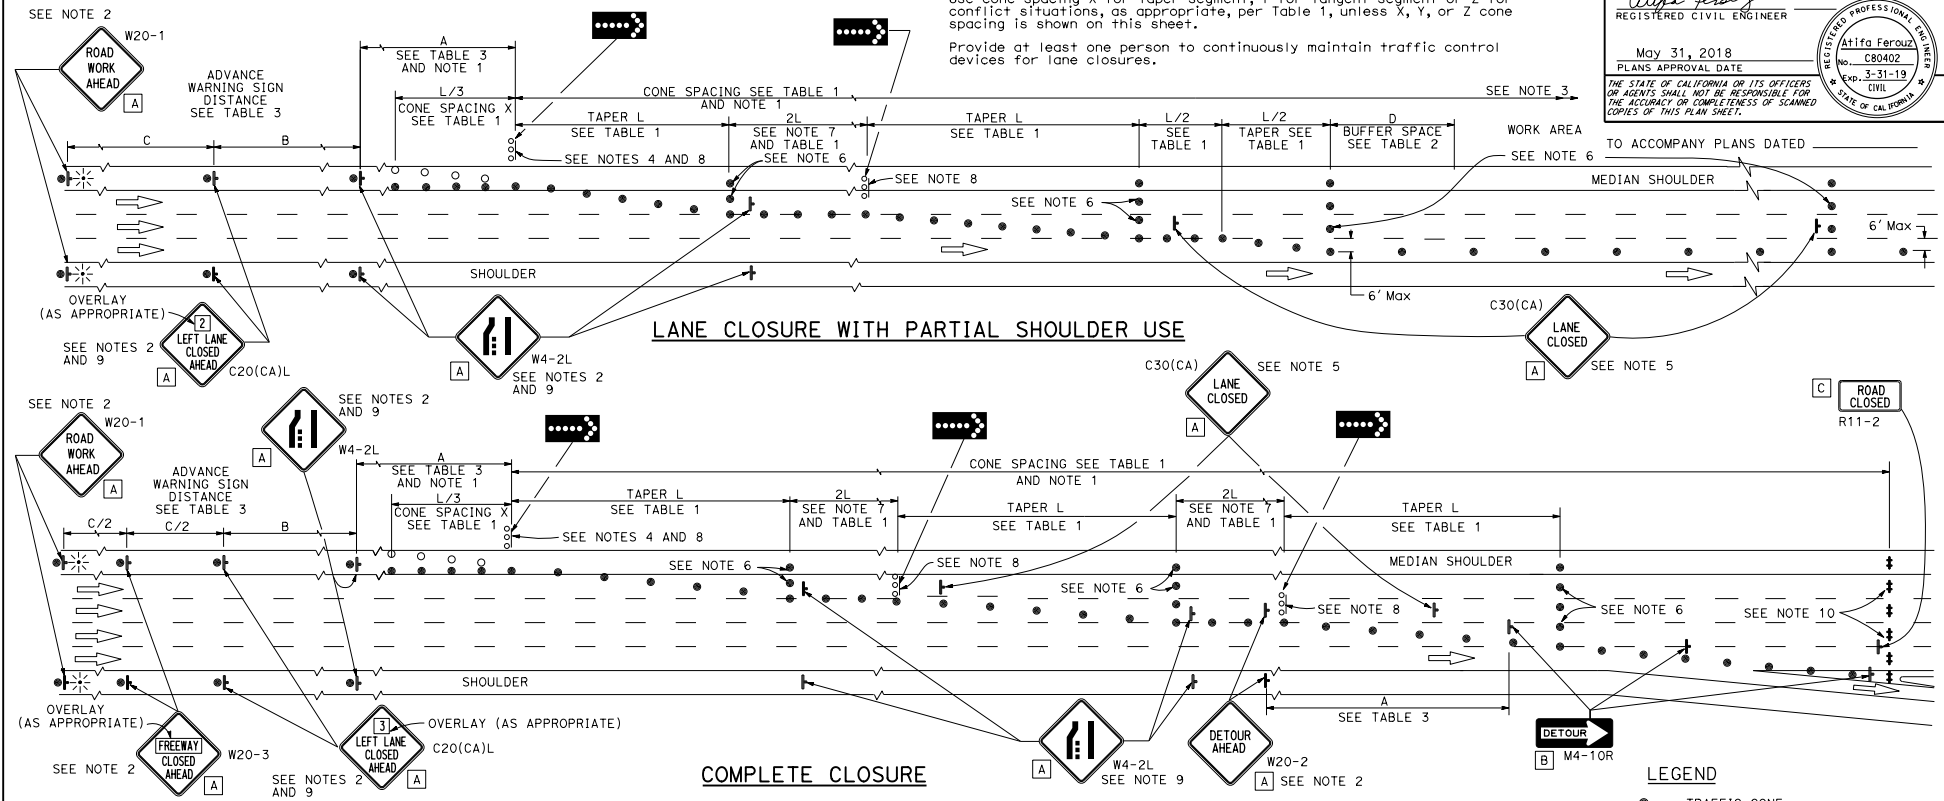 use cone spacing X for taper segment, Y for tangent segment or Z for
conflict situations, as appropriate, per Table 1, unless X, Y, or Z cone
spacing is shown on this sheet.
Provide at least one person to continuously maintain traffic control
devices for lane closures.
REGISTERED CIVIL ENGINEER
May 31, 2018
PLANS APPROVAL DATE
THE STATE OF CALIFORNIA OR ITS OFFICERS
OR AGENTS SHALL NOT BE RESPONSIBLE FOR
THE ACCURACY OR COMPLETENESS OF SCANNED
COPIES OF THIS PLAN SHEET.
REGISTERED PROFESSIONAL ENGINEER
Atifa Ferouz
No. C80402
Exp. 3-31-19
CIVIL
STATE OF CALIFORNIA
TO ACCOMPANY PLANS DATED
SEE NOTE 2
W20-1
ROAD
WORK
AHEAD
A
ADVANCE
WARNING SIGN
DISTANCE
SEE TABLE 3
A
SEE TABLE 3
AND NOTE 1
L/3
CONE SPACING X
SEE TABLE 1
CONE SPACING SEE TABLE 1
AND NOTE 1
SEE NOTE 3
TAPER L
SEE TABLE 1
2L
SEE NOTE 7
AND TABLE 1
TAPER L
SEE TABLE 1
L/2
SEE
TABLE 1
L/2
TAPER SEE
TABLE 1
D
BUFFER SPACE
SEE TABLE 2
WORK AREA
C
B
SEE NOTES 4 AND 8
SEE NOTE 6
SEE NOTE 8
SEE NOTE 6
SEE NOTE 6
MEDIAN SHOULDER
6' Max
SHOULDER
6' Max
OVERLAY
(AS APPROPRIATE)
2
LEFT LANE
CLOSED
AHEAD
SEE NOTES 2
AND 9
A
C20(CA)L
A
W4-2L
SEE NOTES 2
AND 9
LANE CLOSURE WITH PARTIAL SHOULDER USE
C30(CA)
LANE
CLOSED
A
SEE NOTE 5
SEE NOTE 2
W20-1
ROAD
WORK
AHEAD
A
SEE NOTES 2
AND 9
W4-2L
A
C30(CA)
LANE
CLOSED
SEE NOTE 5
A
C
ROAD
CLOSED
R11-2
ADVANCE
WARNING SIGN
DISTANCE
SEE TABLE 3
A
SEE TABLE 3
AND NOTE 1
L/3
CONE SPACING X
SEE TABLE 1
CONE SPACING SEE TABLE 1
AND NOTE 1
TAPER L
SEE TABLE 1
2L
SEE NOTE 7
AND TABLE 1
TAPER L
SEE TABLE 1
2L
SEE NOTE 7
AND TABLE 1
TAPER L
SEE TABLE 1
C/2
C/2
B
SEE NOTES 4 AND 8
SEE NOTE 6
SEE NOTE 8
SEE NOTE 6
MEDIAN SHOULDER
SEE NOTE 8
SEE NOTE 6
SEE NOTE 10
SHOULDER
A
SEE TABLE 3
OVERLAY
(AS APPROPRIATE)
FREEWAY
CLOSED
AHEAD
W20-3
SEE NOTE 2
A
3
LEFT LANE
CLOSED
AHEAD
OVERLAY (AS APPROPRIATE)
C20(CA)L
SEE NOTES 2
AND 9
A
COMPLETE CLOSURE
A
W4-2L
SEE NOTE 9
DETOUR
AHEAD
W20-2
A
SEE NOTE 2
DETOUR
B
M4-10R
LEGEND
TRAFFIC CONE